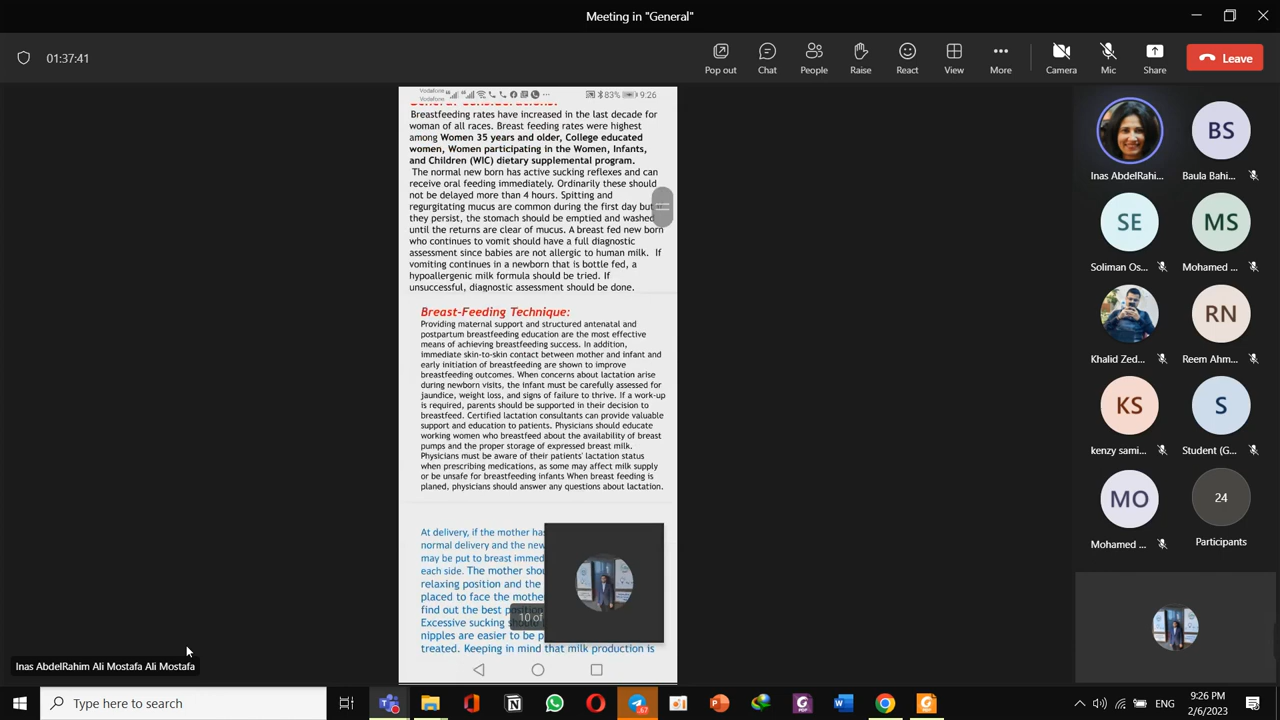 Meeting in "General"
01:37:41
Pop out
Chat
People
Raise
React
View
More
Camera
Mic
Share
Leave
Vodafone
Vodafone
83%
9:26
General Considerations:
Breastfeeding rates have increased in the last decade for
woman of all races. Breast feeding rates were highest
among Women 35 years and older, College educated
women, Women participating in the Women, Infants,
and Children (WIC) dietary supplemental program.
The normal new born has active sucking reflexes and can
receive oral feeding immediately. Ordinarily these should
not be delayed more than 4 hours. Spitting and
regurgitating mucus are common during the first day but
they persist, the stomach should be emptied and washed
until the returns are clear of mucus. A breast fed new born
who continues to vomit should have a full diagnostic
assessment since babies are not allergic to human milk. If
vomiting continues in a newborn that is bottle fed, a
hypoallergenic milk formula should be tried. If
unsuccessful, diagnostic assessment should be done.
Breast-Feeding Technique:
Providing maternal support and structured antenatal and
postpartum breastfeeding education are the most effective
means of achieving breastfeeding success. In addition,
immediate skin-to-skin contact between mother and infant and
early initiation of breastfeeding are shown to improve
breastfeeding outcomes. When concerns about lactation arise
during newborn visits, the infant must be carefully assessed for
jaundice, weight loss, and signs of failure to thrive. If a work-up
is required, parents should be supported in their decision to
breastfeed. Certified lactation consultants can provide valuable
support and education to patients. Physicians should educate
working women who breastfeed about the availability of breast
pumps and the proper storage of expressed breast milk.
Physicians must be aware of their patients' lactation status
when prescribing medications, as some may affect milk supply
or be unsafe for breastfeeding infants When breast feeding is
planed, physicians should answer any questions about lactation.
At delivery, if the mother has
normal delivery and the new
may be put to breast immed
each side. The mother shou
relaxing position and the
placed to face the mothe
find out the best position
Excessive sucking should
nipples are easier to be p
treated. Keeping in mind that milk production is
10 of
Inas AbdelRahi...
BS
Baula Bahi...
SE
Soliman Os...
MS
Mohamed ...
Khalid Zed...
RN
Reem Ahm...
KS
kenzy sami...
S
Student (G...
MO
Mohamed ...
24
Participants
Inas AbdelRahim Ali Mostafa Ali Mostafa
Type here to search
67
9:26 PM
2/6/2023